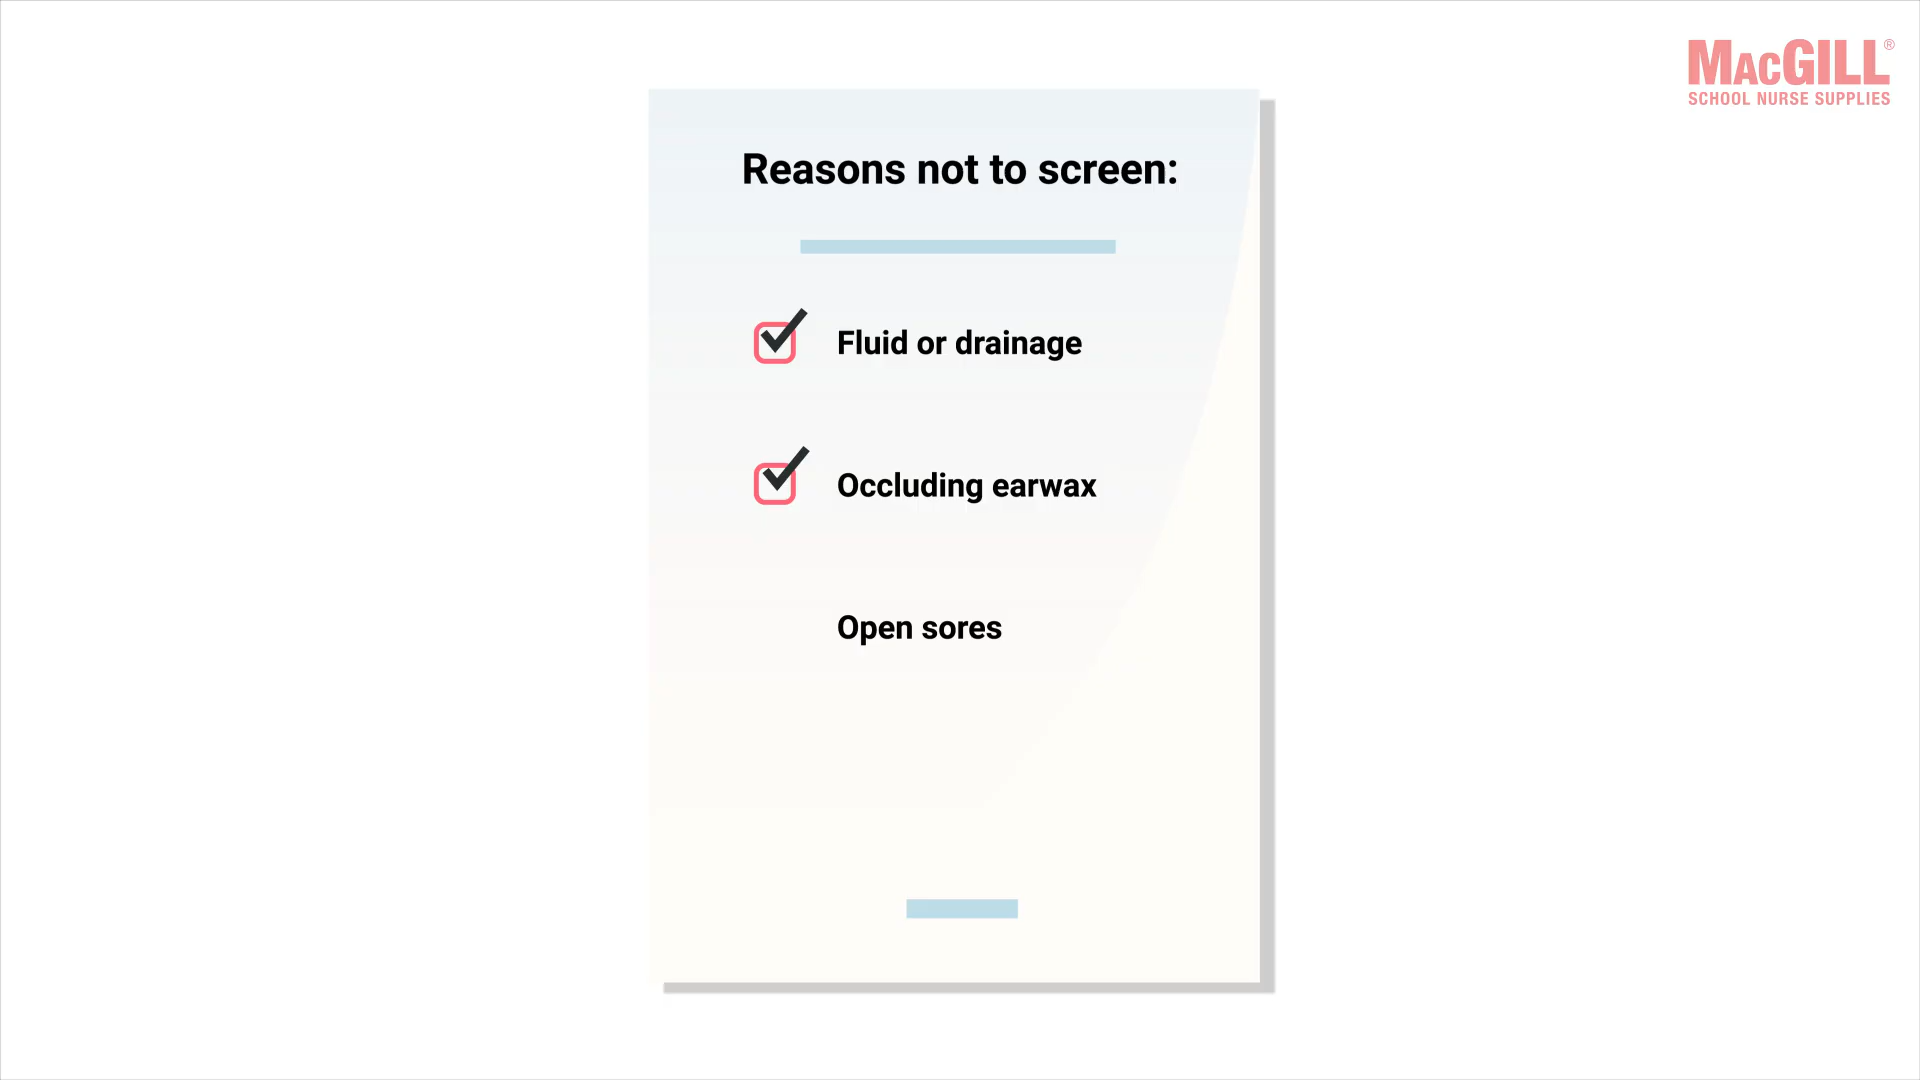 MACGILL®
SCHOOL NURSE SUPPLIES
Reasons not to screen:
Fluid or drainage
Occluding earwax
Open sores